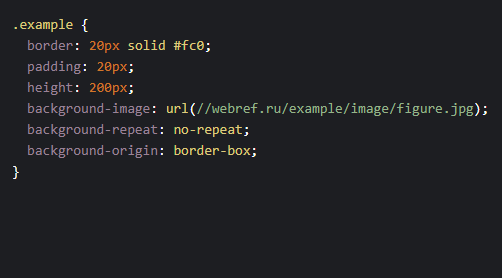 .example {
  border: 20px solid #fc0;
  padding: 20px;
  height: 200px;
  background-image: url(//webref.ru/example/image/figure.jpg);
  background-repeat: no-repeat;
  background-origin: border-box;
}